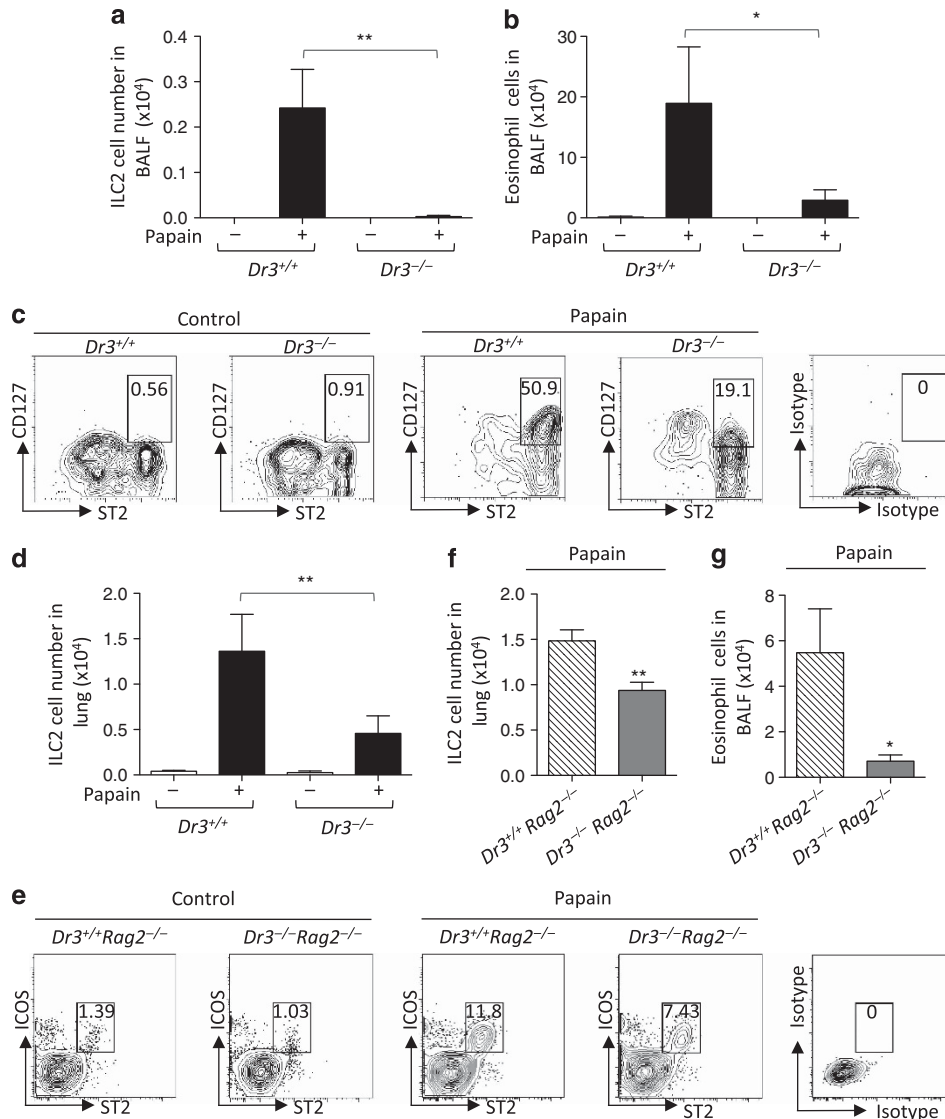 a
ILC2 cell number in
BALF (x10⁴)
0.4
0.3
0.2
0.1
0.0
**
Papain − + − +
Dr3⁺/⁺ Dr3⁻/⁻
b
Eosinophil cells in
BALF (x10⁴)
30
20
10
0
*
Papain − + − +
Dr3⁺/⁺ Dr3⁻/⁻
c
Control Papain
Dr3⁺/⁺ Dr3⁻/⁻ Dr3⁺/⁺ Dr3⁻/⁻
CD127 0.56 CD127 0.91 CD127 50.9 CD127 19.1 Isotype 0
ST2 ST2 ST2 ST2 Isotype
d
ILC2 cell number in
lung (x10⁴)
2.0
1.5
1.0
0.5
0.0
**
Papain − + − +
Dr3⁺/⁺ Dr3⁻/⁻
f
Papain
ILC2 cell number in
lung (x10⁴)
2.0
1.5
1.0
0.5
0.0
**
Dr3⁺/⁺ Rag2⁻/⁻
Dr3⁻/⁻ Rag2⁻/⁻
g
Papain
Eosinophil cells in
BALF (x10⁴)
8
6
4
2
0
*
Dr3⁺/⁺ Rag2⁻/⁻
Dr3⁻/⁻ Rag2⁻/⁻
e
Control Papain
Dr3⁺/⁺Rag2⁻/⁻ Dr3⁻/⁻Rag2⁻/⁻ Dr3⁺/⁺Rag2⁻/⁻ Dr3⁻/⁻Rag2⁻/⁻
ICOS 1.39 ICOS 1.03 ICOS 11.8 ICOS 7.43 Isotype 0
ST2 ST2 ST2 ST2 Isotype